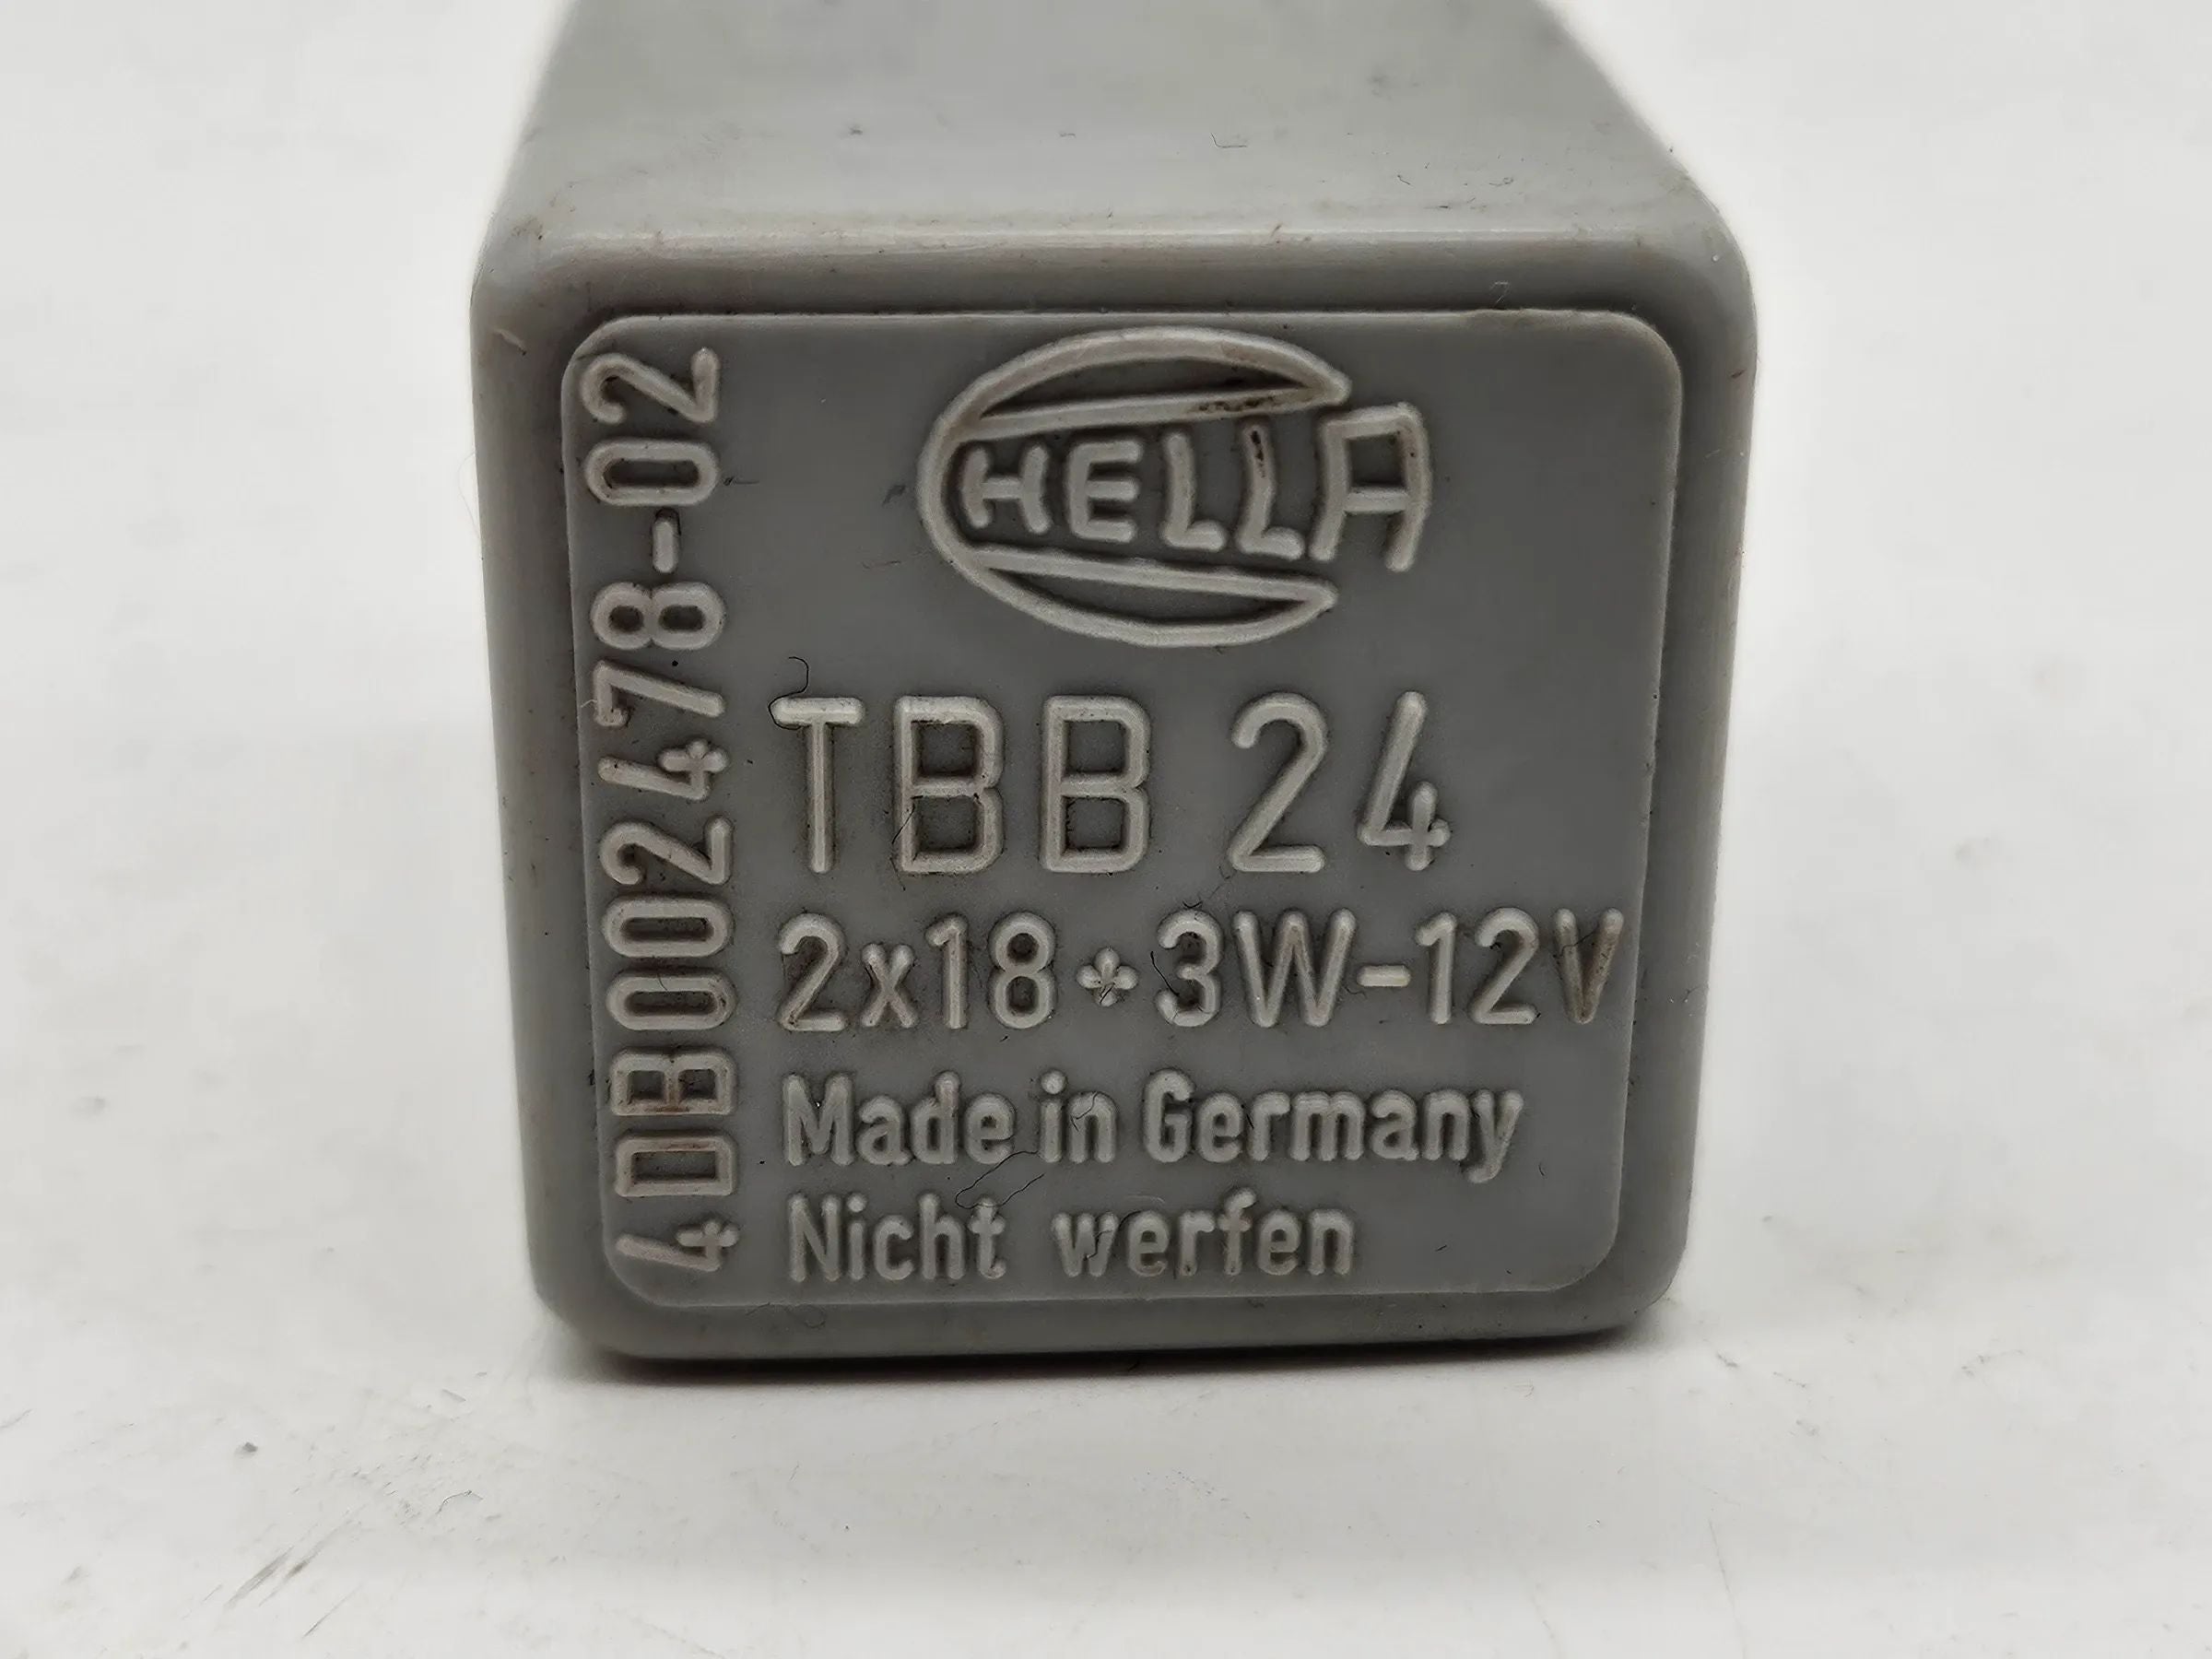 HELLA
TBB 24
2x18+3W-12V
Made in Germany
Nicht werfen
4DB002478-02